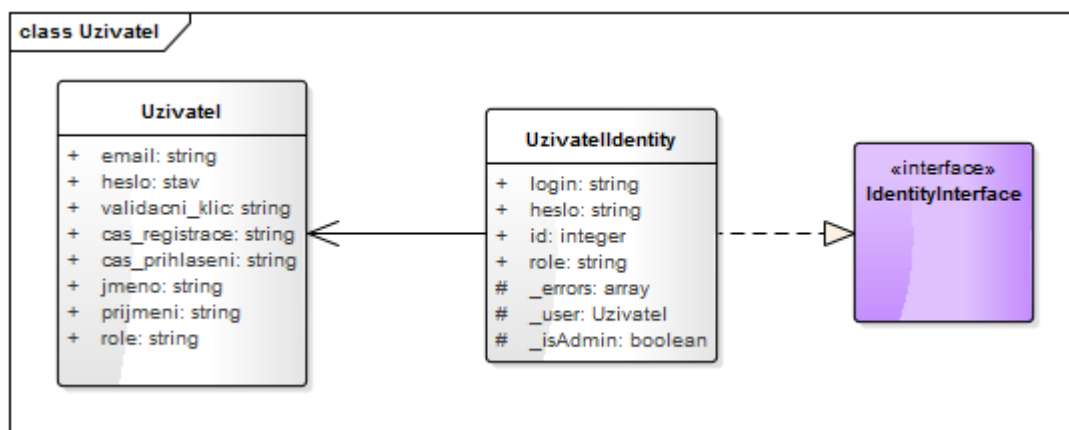 class Uzivatel
Uzivatel
+ email: string
+ heslo: stav
+ validacni_klic: string
+ cas_registrace: string
+ cas_prihlaseni: string
+ jmeno: string
+ prijmeni: string
+ role: string
UzivatelIdentity
+ login: string
+ heslo: string
+ id: integer
+ role: string
# _errors: array
# _user: Uzivatel
# _isAdmin: boolean
«interface»
IdentityInterface